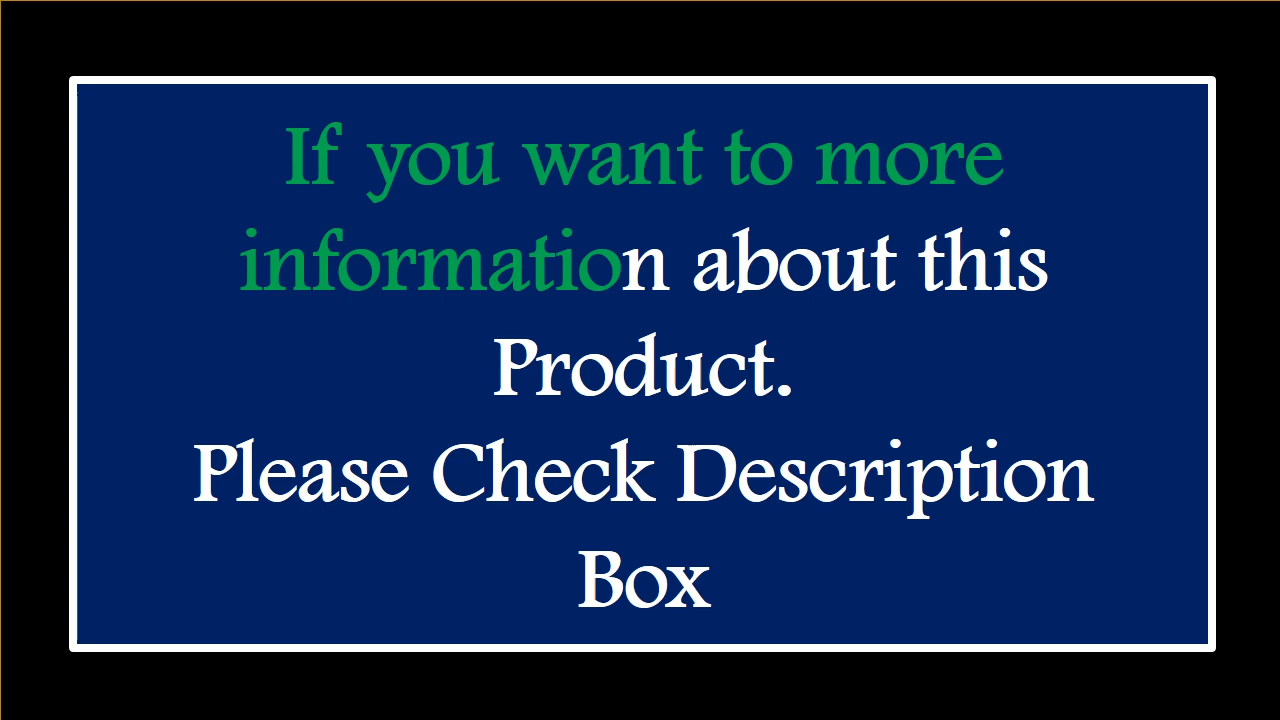 If you want to more
information about this
Product.
Please Check Description
Box